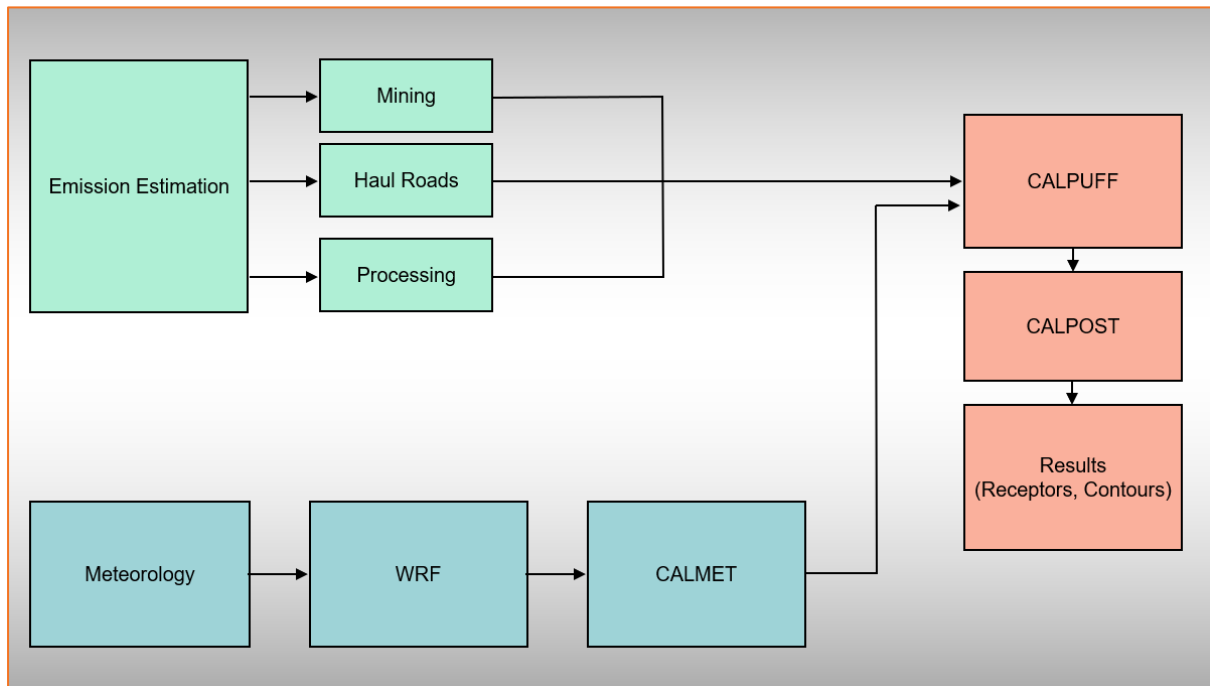 Emission Estimation
Mining
Haul Roads
Processing
CALPUFF
CALPOST
Results
(Receptors, Contours)
Meteorology
WRF
CALMET